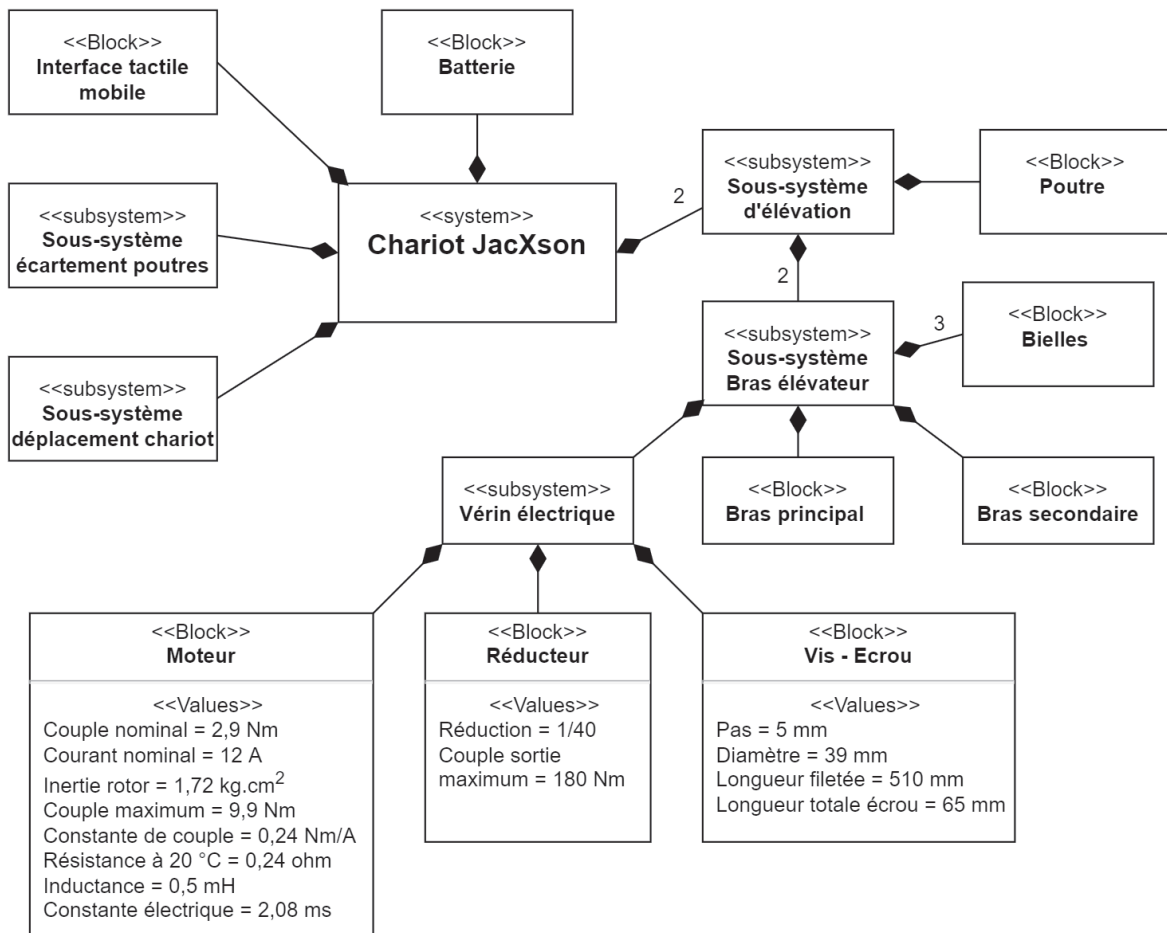 <<Block>>
Interface tactile
mobile
<<Block>>
Batterie
<<subsystem>>
Sous-système
d'élévation
<<Block>>
Poutre
<<subsystem>>
Sous-système
écartement poutres
<<system>>
Chariot JacXson
2
2
<<subsystem>>
Sous-système
Bras élévateur
3
<<Block>>
Bielles
<<subsystem>>
Sous-système
déplacement chariot
<<subsystem>>
Vérin électrique
<<Block>>
Bras principal
<<Block>>
Bras secondaire
<<Block>>
Moteur
<<Values>>
Couple nominal = 2,9 Nm
Courant nominal = 12 A
Inertie rotor = 1,72 kg.cm²
Couple maximum = 9,9 Nm
Constante de couple = 0,24 Nm/A
Résistance à 20 °C = 0,24 ohm
Inductance = 0,5 mH
Constante électrique = 2,08 ms
<<Block>>
Réducteur
<<Values>>
Réduction = 1/40
Couple sortie
maximum = 180 Nm
<<Block>>
Vis - Ecrou
<<Values>>
Pas = 5 mm
Diamètre = 39 mm
Longueur filetée = 510 mm
Longueur totale écrou = 65 mm